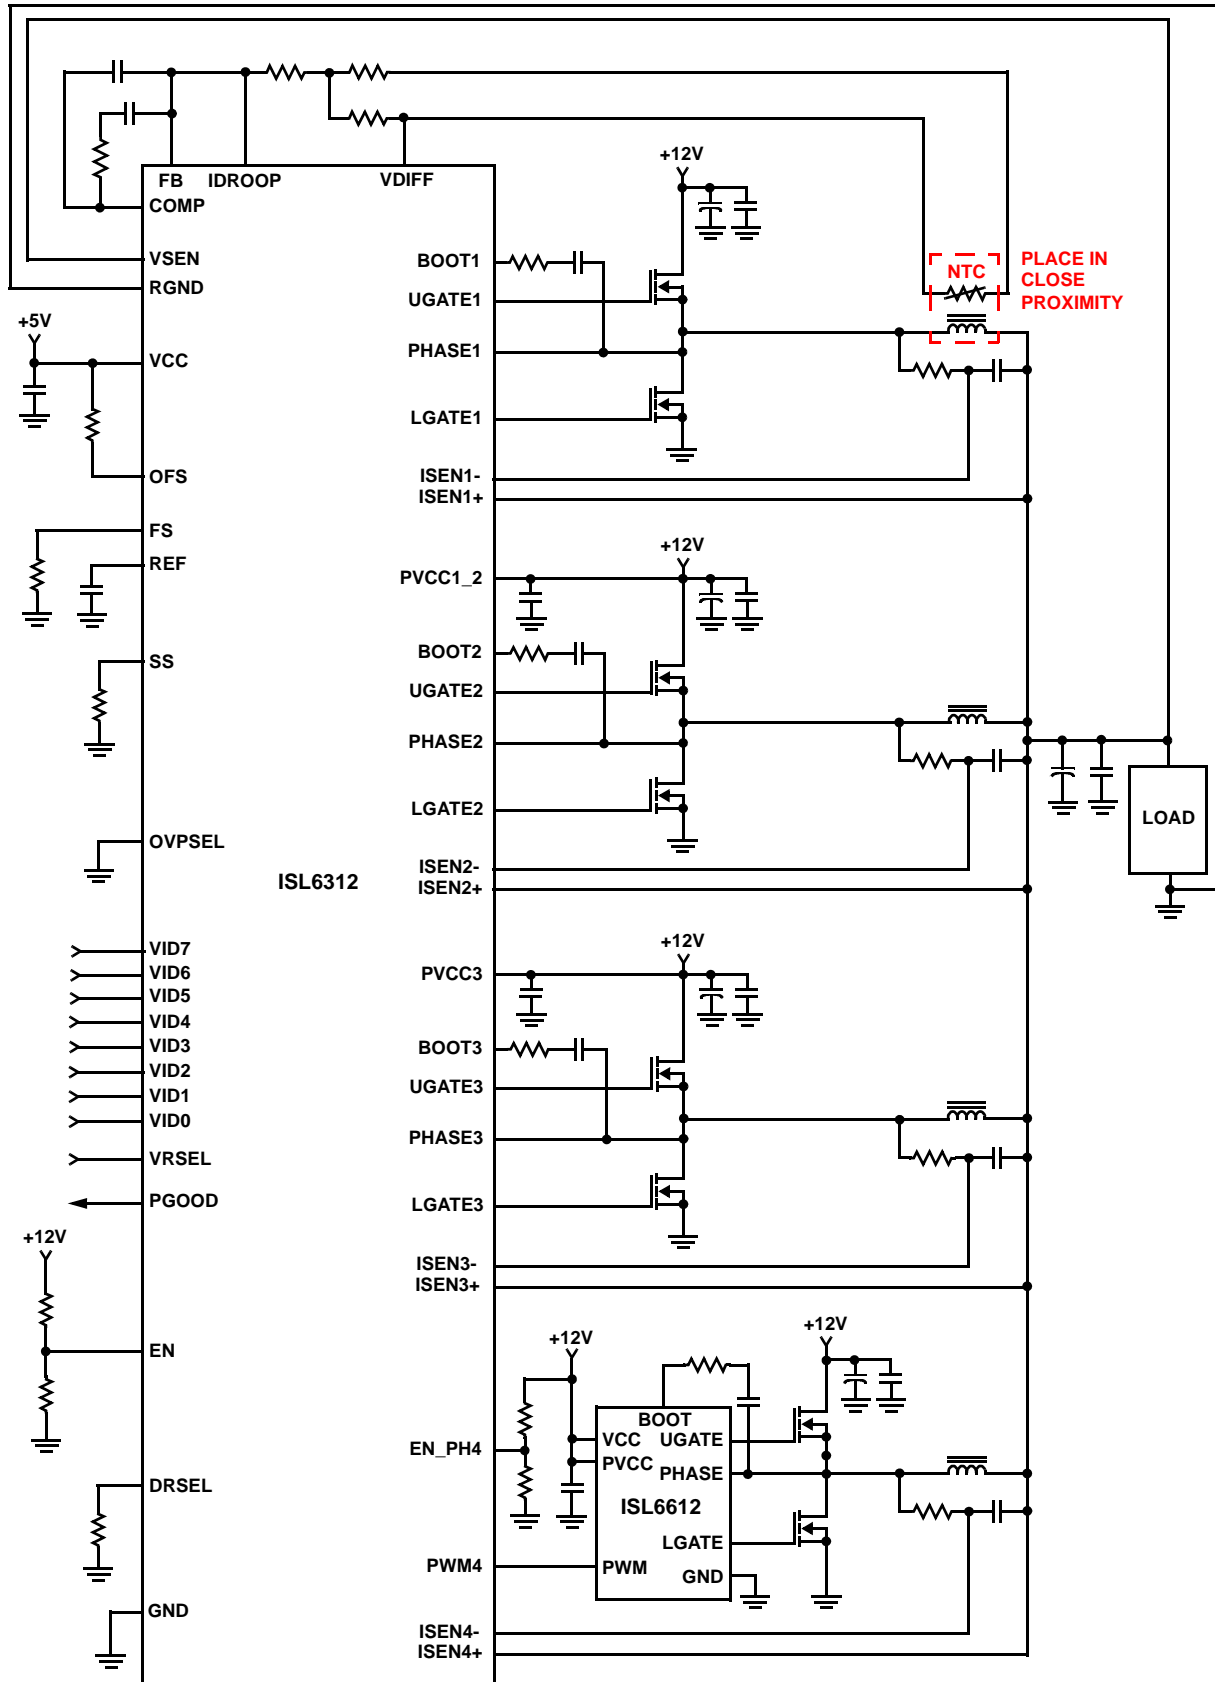 FB
IDROOP
VDIFF
COMP
VSEN
RGND
+5V
VCC
OFS
FS
REF
SS
OVPSEL
ISL6312
VID7
VID6
VID5
VID4
VID3
VID2
VID1
VID0
VRSEL
PGOOD
+12V
EN
DRSEL
GND
+12V
BOOT1
UGATE1
PHASE1
LGATE1
ISEN1-
ISEN1+
NTC
PLACE IN
CLOSE
PROXIMITY
+12V
PVCC1_2
BOOT2
UGATE2
PHASE2
LGATE2
ISEN2-
ISEN2+
LOAD
+12V
PVCC3
BOOT3
UGATE3
PHASE3
LGATE3
ISEN3-
ISEN3+
+12V
+12V
EN_PH4
BOOT
VCC
UGATE
PVCC
PHASE
ISL6612
LGATE
PWM4
PWM
GND
ISEN4-
ISEN4+